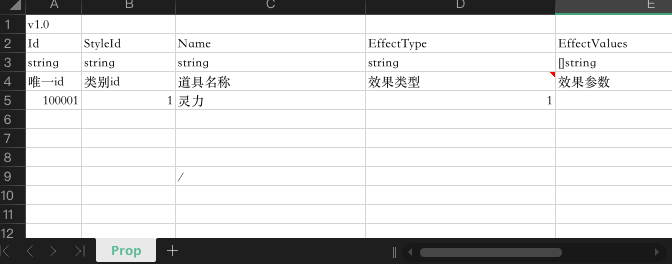 A B C D E
1 v1.0
2 Id StyleId Name EffectType EffectValues
3 string string string string []string
4 唯一id 类别id 道具名称 效果类型 效果参数
5 100001 1 灵力 1
6
7
8
9 /
10
11
12
Prop +